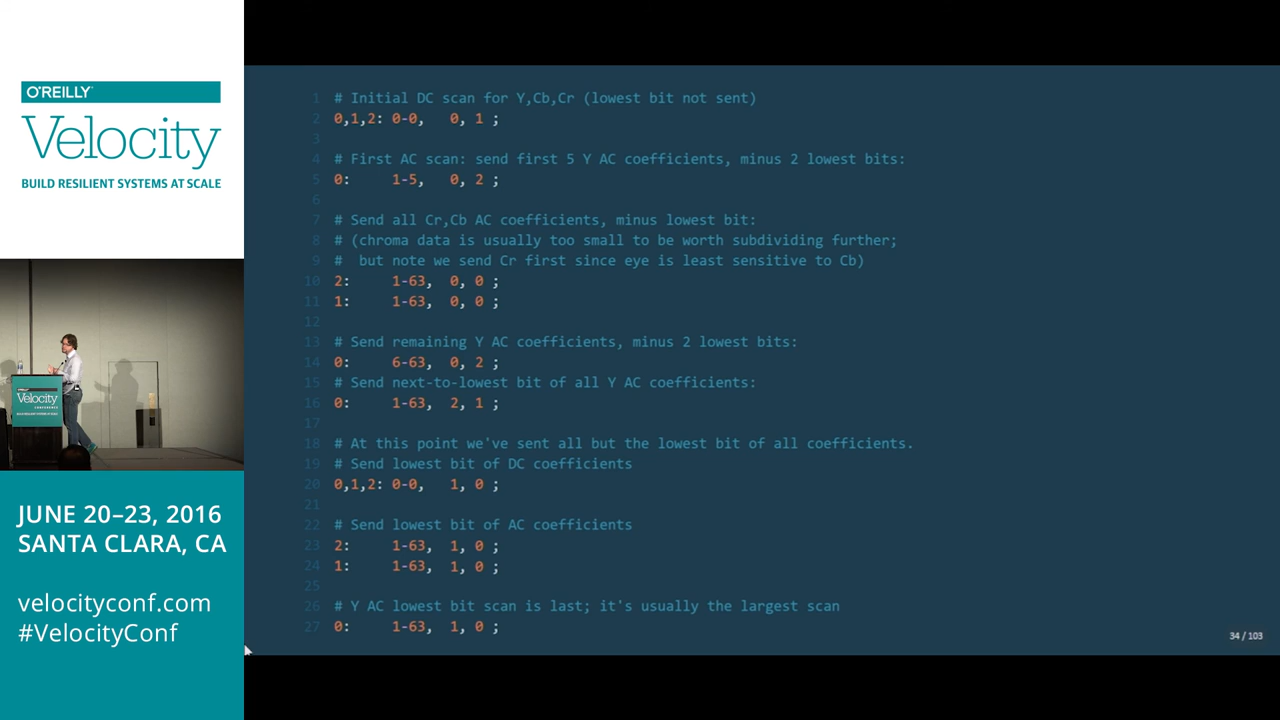 O'REILLY
Velocity
BUILD RESILIENT SYSTEMS AT SCALE
O'REILLY
Velocity
CONFERENCE
JUNE 20–23, 2016
SANTA CLARA, CA
velocityconf.com
#VelocityConf
1 # Initial DC scan for Y,Cb,Cr (lowest bit not sent)
2 0,1,2: 0-0, 0, 1 ;
3
4 # First AC scan: send first 5 Y AC coefficients, minus 2 lowest bits:
5 0: 1-5, 0, 2 ;
6
7 # Send all Cr,Cb AC coefficients, minus lowest bit:
8 # (chroma data is usually too small to be worth subdividing further;
9 # but note we send Cr first since eye is least sensitive to Cb)
10 2: 1-63, 0, 0 ;
11 1: 1-63, 0, 0 ;
12
13 # Send remaining Y AC coefficients, minus 2 lowest bits:
14 0: 6-63, 0, 2 ;
15 # Send next-to-lowest bit of all Y AC coefficients:
16 0: 1-63, 2, 1 ;
17
18 # At this point we've sent all but the lowest bit of all coefficients.
19 # Send lowest bit of DC coefficients
20 0,1,2: 0-0, 1, 0 ;
21
22 # Send lowest bit of AC coefficients
23 2: 1-63, 1, 0 ;
24 1: 1-63, 1, 0 ;
25
26 # Y AC lowest bit scan is last; it's usually the largest scan
27 0: 1-63, 1, 0 ;
34 / 103